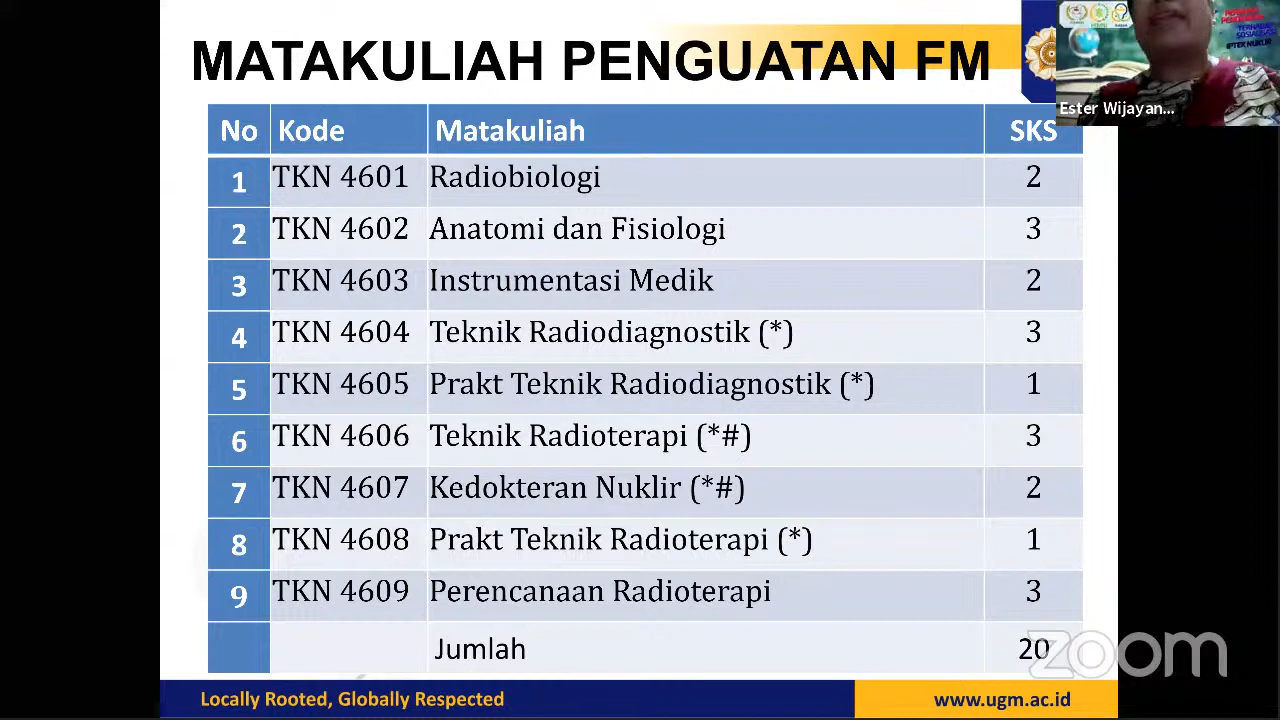 MATAKULIAH PENGUATAN FM
Ester Wijayan...
No Kode Matakuliah SKS
1 TKN 4601 Radiobiologi 2
2 TKN 4602 Anatomi dan Fisiologi 3
3 TKN 4603 Instrumentasi Medik 2
4 TKN 4604 Teknik Radiodiagnostik (*) 3
5 TKN 4605 Prakt Teknik Radiodiagnostik (*) 1
6 TKN 4606 Teknik Radioterapi (*#) 3
7 TKN 4607 Kedokteran Nuklir (*#) 2
8 TKN 4608 Prakt Teknik Radioterapi (*) 1
9 TKN 4609 Perencanaan Radioterapi 3
Jumlah 20
zoom
Locally Rooted, Globally Respected www.ugm.ac.id